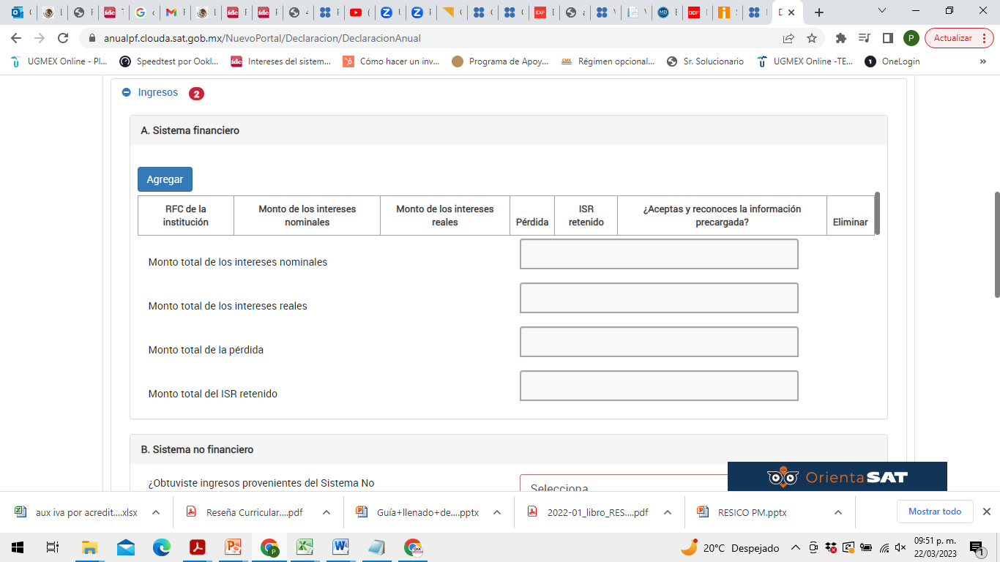 anualpf.clouda.sat.gob.mx/NuevoPortal/Declaracion/DeclaracionAnual
P
Actualizar
UGMEX Online - Pl...
Speedtest por Ookl...
Intereses del sistem...
Cómo hacer un inv...
Programa de Apoy...
Régimen opcional...
Sr. Solucionario
UGMEX Online -TE...
OneLogin
»
Ingresos 2
A. Sistema financiero
Agregar
RFC de la institución
Monto de los intereses nominales
Monto de los intereses reales
Pérdida
ISR retenido
¿Aceptas y reconoces la información precargada?
Eliminar
Monto total de los intereses nominales
Monto total de los intereses reales
Monto total de la pérdida
Monto total del ISR retenido
B. Sistema no financiero
¿Obtuviste ingresos provenientes del Sistema No
Selecciona
OrientaSAT
aux iva por acredit....xlsx
Reseña Curricular....pdf
Guía+llenado+de....pptx
2022-01_libro_RES....pdf
RESICO PM.pptx
Mostrar todo
20°C Despejado
09:51 p. m.
22/03/2023
1